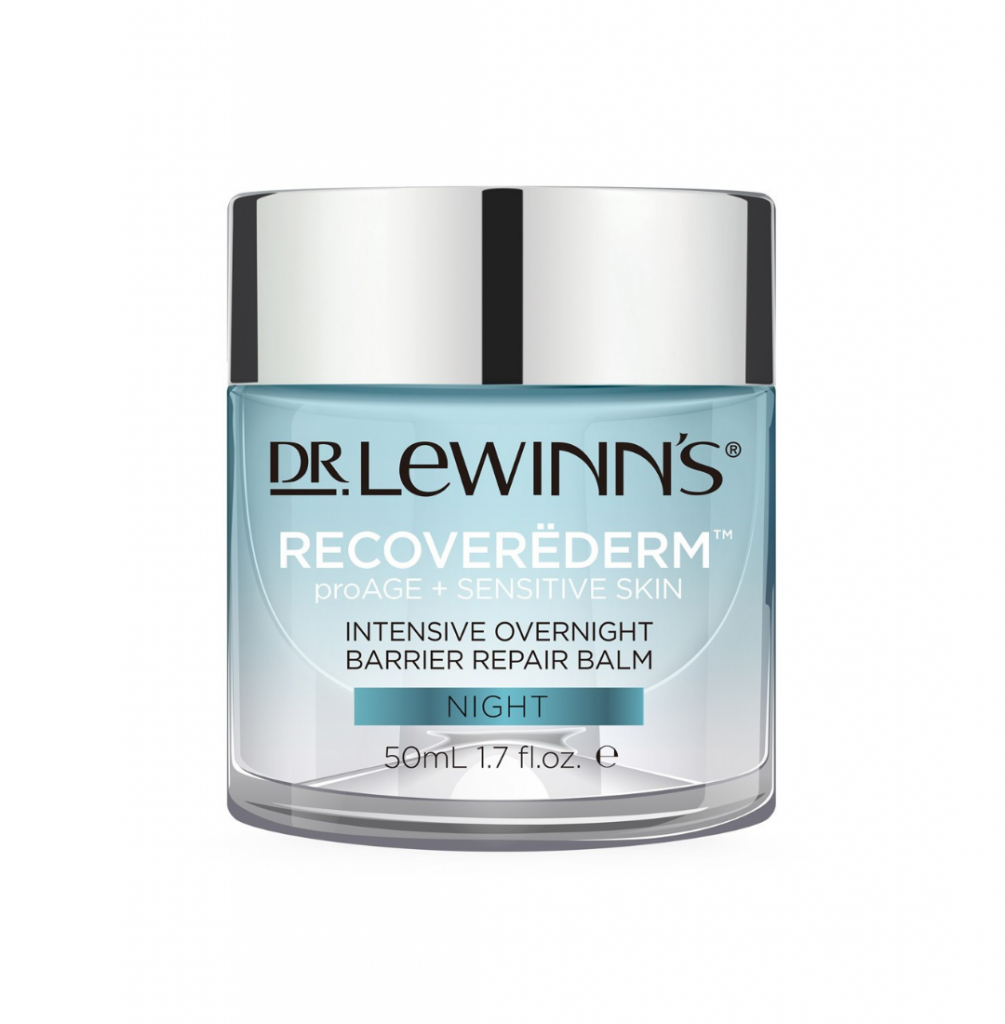 DR. LEWINN'S®
RECOVERËDERM™
proAGE + SENSITIVE SKIN
INTENSIVE OVERNIGHT
BARRIER REPAIR BALM
NIGHT
50mL 1.7 fl.oz. ℮